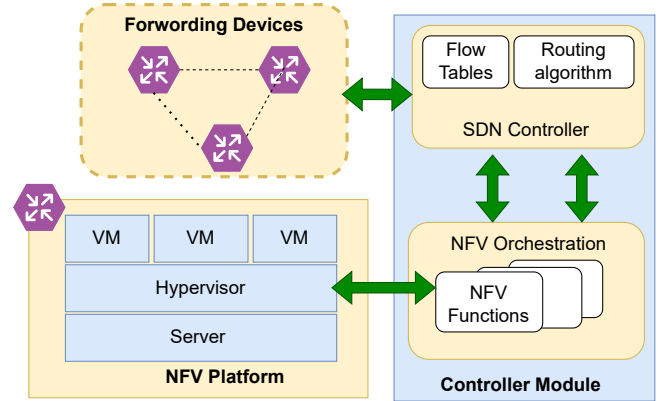 Forwording Devices
Flow
Tables
Routing
algorithm
SDN Controller
VM
VM
VM
Hypervisor
Server
NFV Platform
NFV Orchestration
NFV
Functions
Controller Module